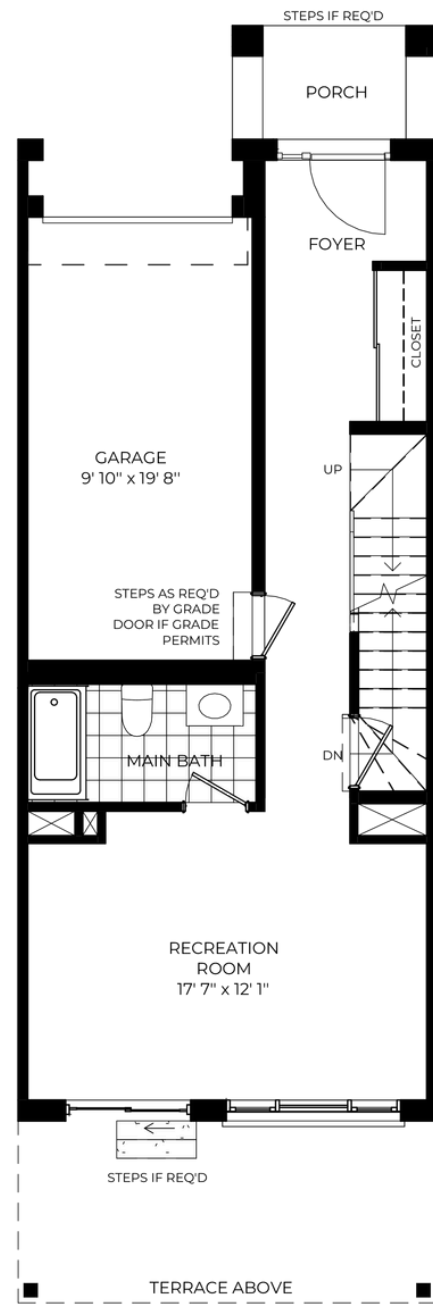 STEPS IF REQ'D
PORCH
FOYER
CLOSET
GARAGE
9' 10" x 19' 8"
UP
STEPS AS REQ'D
BY GRADE
DOOR IF GRADE
PERMITS
MAIN BATH
DN
RECREATION
ROOM
17' 7" x 12' 1"
STEPS IF REQ'D
TERRACE ABOVE